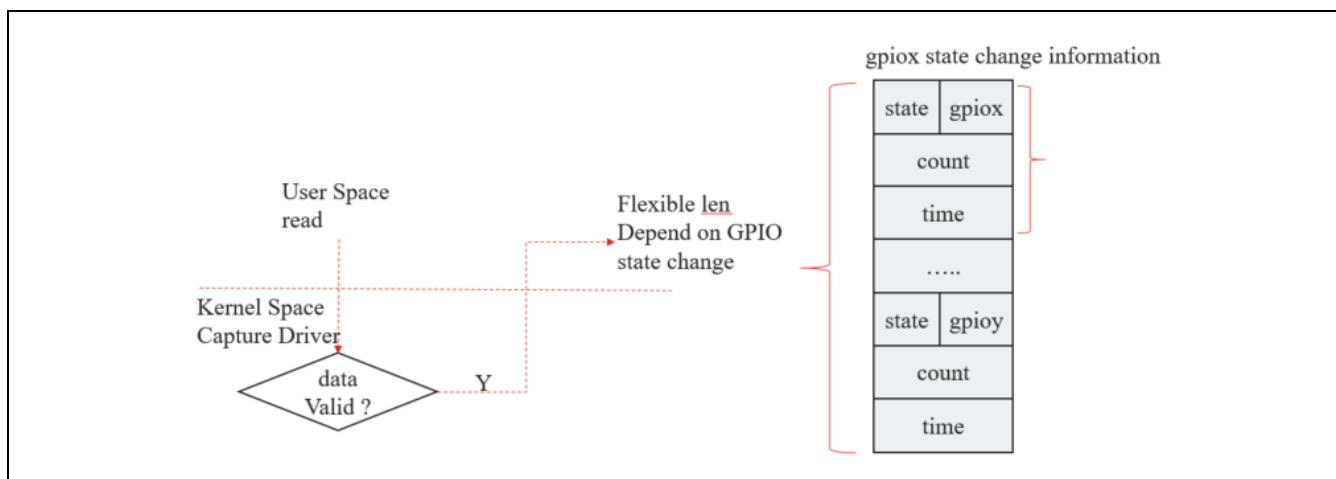 gpiox state change information
state gpiox
count
time
…..
state gpioy
count
time
User Space
read
Flexible len
Depend on GPIO
state change
Kernel Space
Capture Driver
data
Valid ?
Y